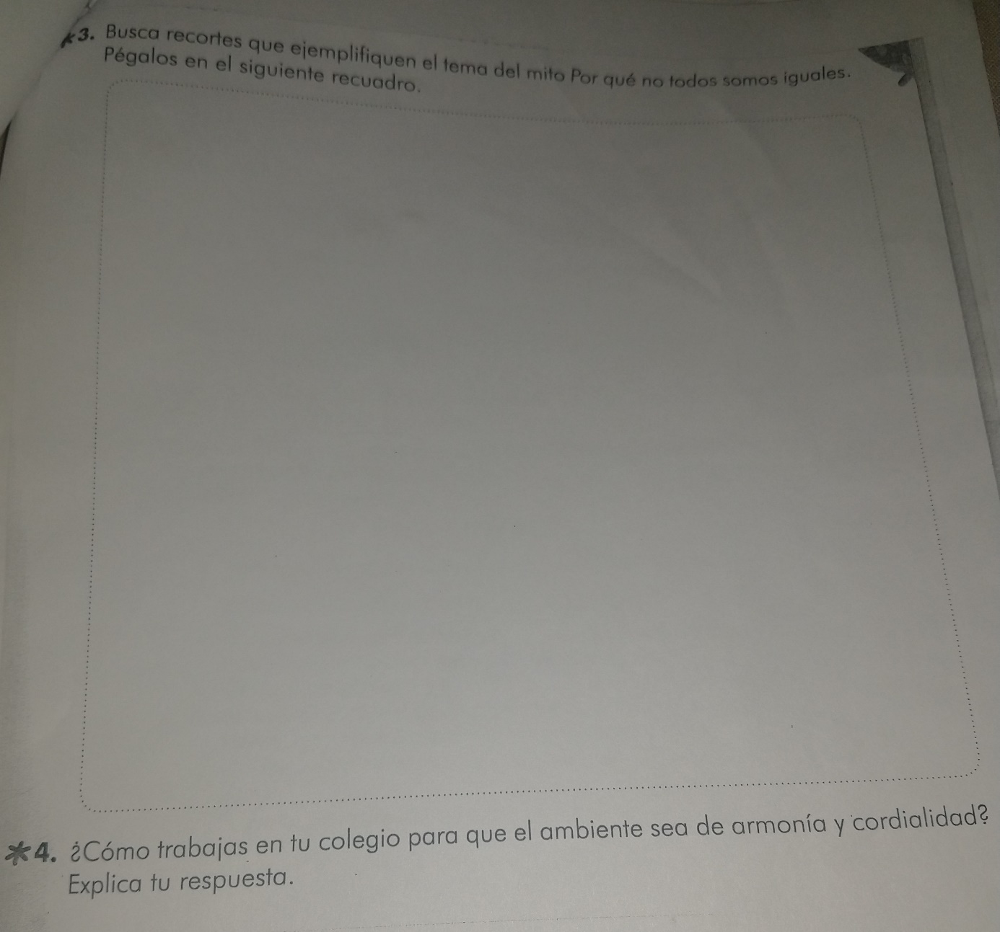 *3. Busca recortes que ejemplifiquen el tema del mito Por qué no todos somos iguales.
Pégalos en el siguiente recuadro.
*4. ¿Cómo trabajas en tu colegio para que el ambiente sea de armonía y cordialidad?
Explica tu respuesta.